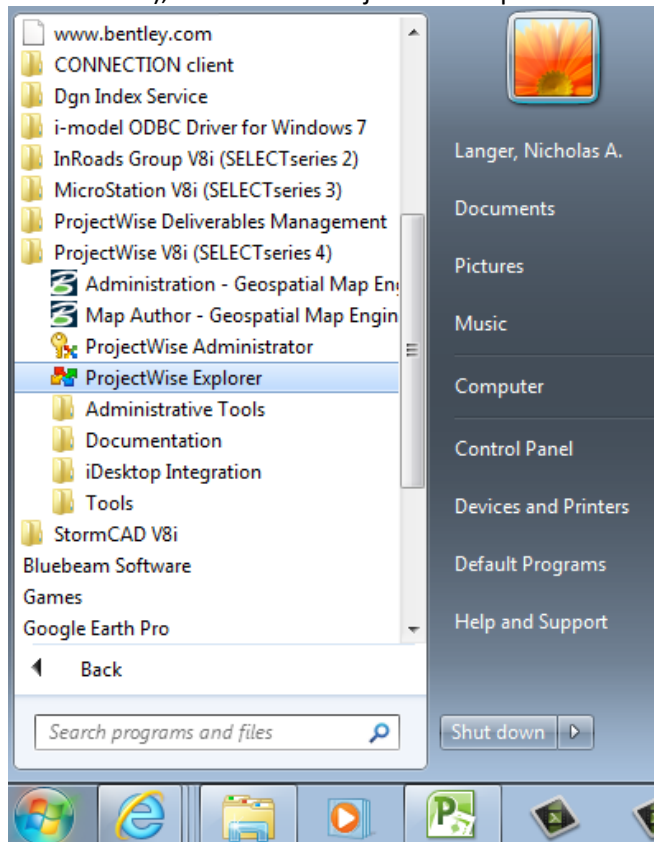 www.bentley.com
CONNECTION client
Dgn Index Service
i-model ODBC Driver for Windows 7
InRoads Group V8i (SELECTseries 2)
MicroStation V8i (SELECTseries 3)
ProjectWise Deliverables Management
ProjectWise V8i (SELECTseries 4)
Administration - Geospatial Map En
Map Author - Geospatial Map Engin
ProjectWise Administrator
ProjectWise Explorer
Administrative Tools
Documentation
iDesktop Integration
Tools
StormCAD V8i
Bluebeam Software
Games
Google Earth Pro
Back
Search programs and files
Langer, Nicholas A.
Documents
Pictures
Music
Computer
Control Panel
Devices and Printers
Default Programs
Help and Support
Shut down